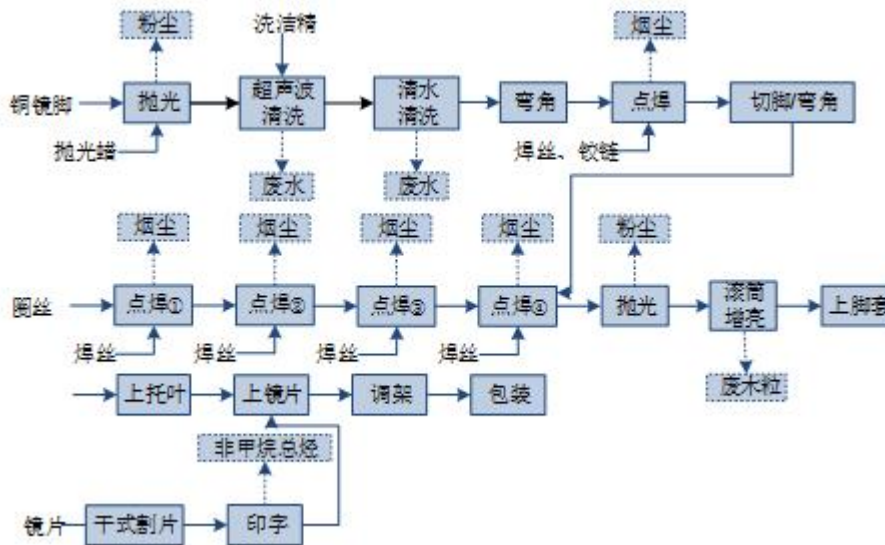 粉尘
洗洁精
烟尘
铜镜脚
抛光
超声波
清洗
清水
清洗
弯角
点焊
切脚/弯角
抛光蜡
焊丝、铰链
废水
废水
烟尘
烟尘
烟尘
烟尘
粉尘
圈丝
点焊①
点焊②
点焊③
点焊④
抛光
滚筒
增亮
上脚套
焊丝
焊丝
焊丝
焊丝
废木粒
上托叶
上镜片
调架
包装
非甲烷总烃
镜片
干式割片
印字